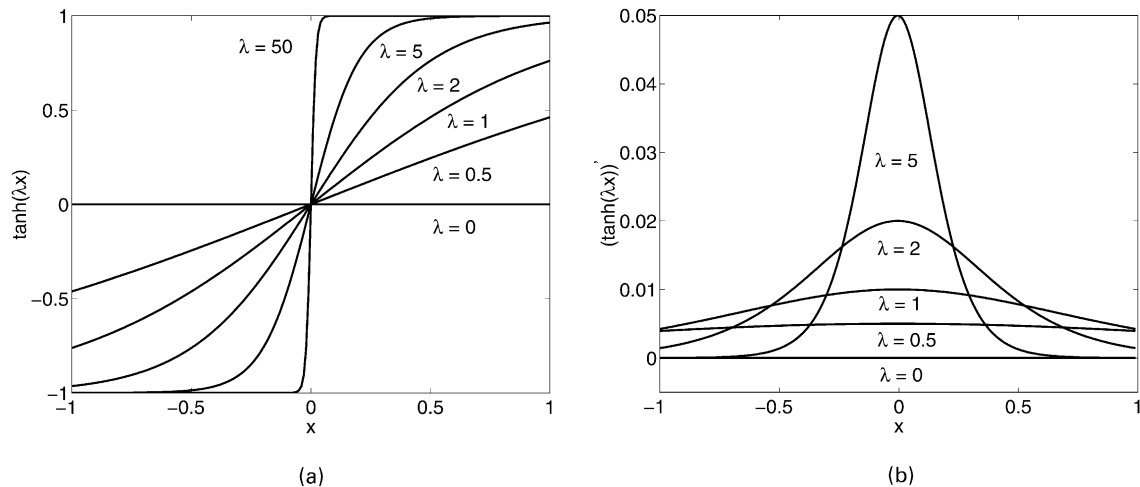 1
0.5
0
−0.5
−1
−1
−0.5
0
0.5
1
x
tanh(λx)
λ = 50
λ = 5
λ = 2
λ = 1
λ = 0.5
λ = 0
(a)
0.05
0.04
0.03
0.02
0.01
0
−1
−0.5
0
0.5
1
x
(tanh(λx))'
λ = 5
λ = 2
λ = 1
λ = 0.5
λ = 0
(b)